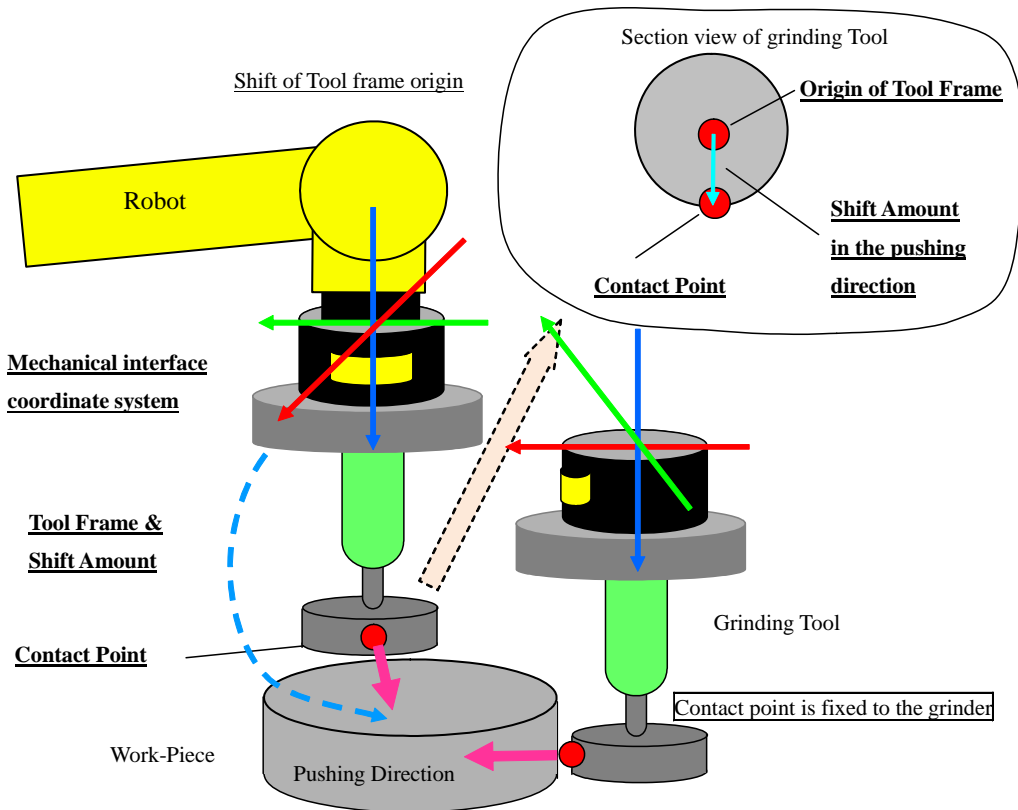 Section view of grinding Tool
Shift of Tool frame origin
Origin of Tool Frame
Robot
Shift Amount
in the pushing
direction
Contact Point
Mechanical interface
coordinate system
Tool Frame &
Shift Amount
Grinding Tool
Contact Point
Contact point is fixed to the grinder
Work-Piece
Pushing Direction